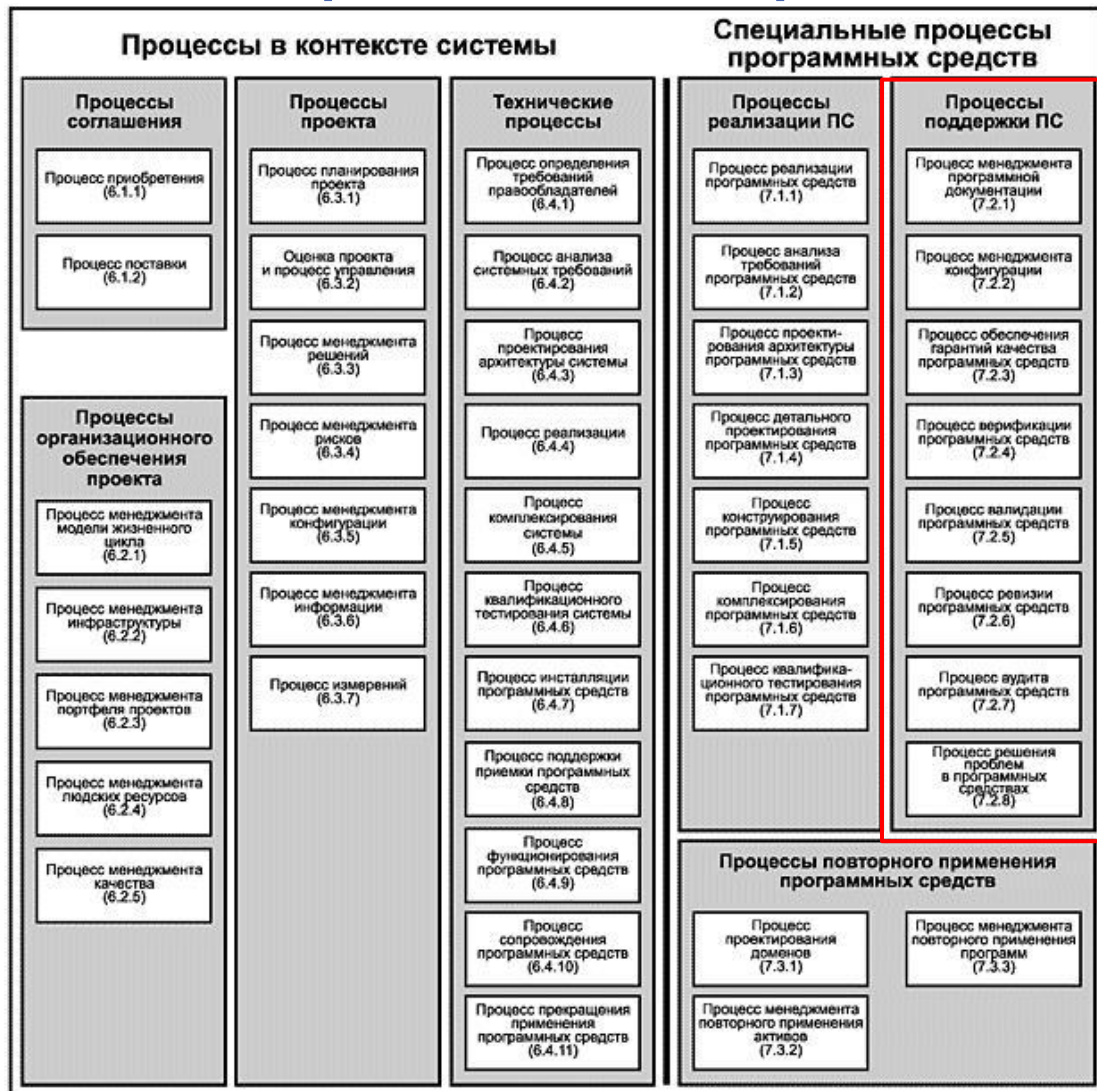 Процессы в контексте системы
Специальные процессы
программных средств
Процессы
соглашения
Процесс приобретения
(6.1.1)
Процесс поставки
(6.1.2)
Процессы
организационного
обеспечения
проекта
Процесс менеджмента
модели жизненного
цикла
(6.2.1)
Процесс менеджмента
инфраструктуры
(6.2.2)
Процесс менеджмента
портфеля проектов
(6.2.3)
Процесс менеджмента
людских ресурсов
(6.2.4)
Процесс менеджмента
качества
(6.2.5)
Процессы
проекта
Процесс планирования
проекта
(6.3.1)
Оценка проекта
и процесс управления
(6.3.2)
Процесс менеджмента
решений
(6.3.3)
Процесс менеджмента
рисков
(6.3.4)
Процесс менеджмента
конфигурации
(6.3.5)
Процесс менеджмента
информации
(6.3.6)
Процесс измерений
(6.3.7)
Технические
процессы
Процесс определения
требований
правообладателей
(6.4.1)
Процесс анализа
системных требований
(6.4.2)
Процесс
проектирования
архитектуры системы
(6.4.3)
Процесс реализации
(6.4.4)
Процесс
комплексирования
системы
(6.4.5)
Процесс
квалификационного
тестирования системы
(6.4.6)
Процесс инсталляции
программных средств
(6.4.7)
Процесс поддержки
приемки программных
средств
(6.4.8)
Процесс
функционирования
программных средств
(6.4.9)
Процесс
сопровождения
программных средств
(6.4.10)
Процесс прекращения
применения
программных средств
(6.4.11)
Процессы
реализации ПС
Процесс реализации
программных средств
(7.1.1)
Процесс анализа
требований
программных средств
(7.1.2)
Процесс проекти-
рования архитектуры
программных средств
(7.1.3)
Процесс детального
проектирования
программных средств
(7.1.4)
Процесс
конструирования
программных средств
(7.1.5)
Процесс
комплексирования
программных средств
(7.1.6)
Процесс квалифика-
ционного тестирования
программных средств
(7.1.7)
Процессы
поддержки ПС
Процесс менеджмента
программной
документации
(7.2.1)
Процесс менеджмента
конфигурации
(7.2.2)
Процесс обеспечения
гарантий качества
программных средств
(7.2.3)
Процесс верификации
программных средств
(7.2.4)
Процесс валидации
программных средств
(7.2.5)
Процесс ревизии
программных средств
(7.2.6)
Процесс аудита
программных средств
(7.2.7)
Процесс решения
проблем
в программных
средствах
(7.2.8)
Процессы повторного применения
программных средств
Процесс
проектирования
доменов
(7.3.1)
Процесс менеджмента
повторного применения
активов
(7.3.2)
Процесс менеджмента
повторного применения
программ
(7.3.3)